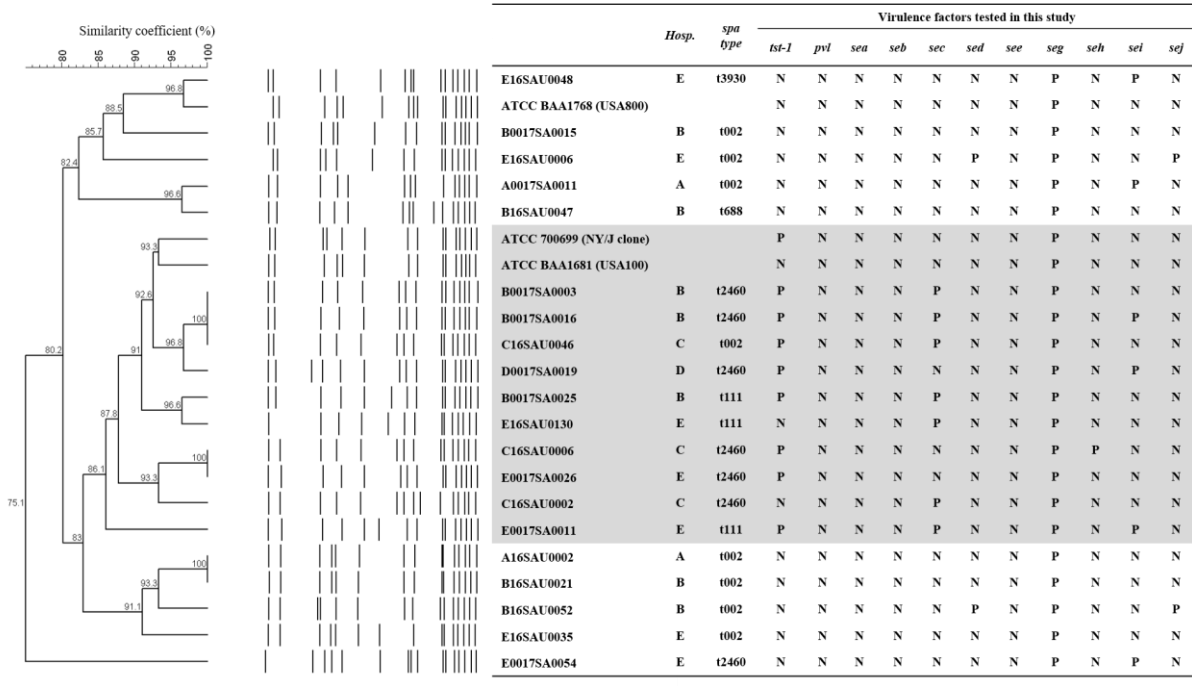 Similarity coefficient (%)
80 85 90 95 100
Virulence factors tested in this study
Hosp. spa type tst-1 pvl sea seb sec sed see seg seh sei sej
E16SAU0048 E t3930 N N N N N N N P N P N
ATCC BAA1768 (USA800) N N N N N N N P N N N
B0017SA0015 B t002 N N N N N N N P N N N
E16SAU0006 E t002 N N N N N P N P N N P
A0017SA0011 A t002 N N N N N N N P N P N
B16SAU0047 B t688 N N N N N N N N N N N
ATCC 700699 (NY/J clone) P N N N N N N P N N N
ATCC BAA1681 (USA100) N N N N N N N P N N N
B0017SA0003 B t2460 P N N N P N N P N N N
B0017SA0016 B t2460 P N N N P N N P N P N
C16SAU0046 C t002 P N N N P N N P N N N
D0017SA0019 D t2460 P N N N N N N P N P N
B0017SA0025 B t111 P N N N P N N P N N N
E16SAU0130 E t111 N N N N P N N P N N N
C16SAU0006 C t2460 P N N N N N N P P N N
E0017SA0026 E t2460 P N N N N N N P N N N
C16SAU0002 C t2460 N N N N P N N P N N N
E0017SA0011 E t111 P N N N P N N P N P N
A16SAU0002 A t002 N N N N N N N P N N N
B16SAU0021 B t002 N N N N N N N P N N N
B16SAU0052 B t002 N N N N N P N P N N P
E16SAU0035 E t002 N N N N N N N P N N N
E0017SA0054 E t2460 N N N N N N N P N P N
96.8
88.5
85.7
82.4
96.6
93.3
92.6
100
96.8
80.2
91
96.6
87.8
100
93.3
86.1
75.1
83
100
93.3
91.1